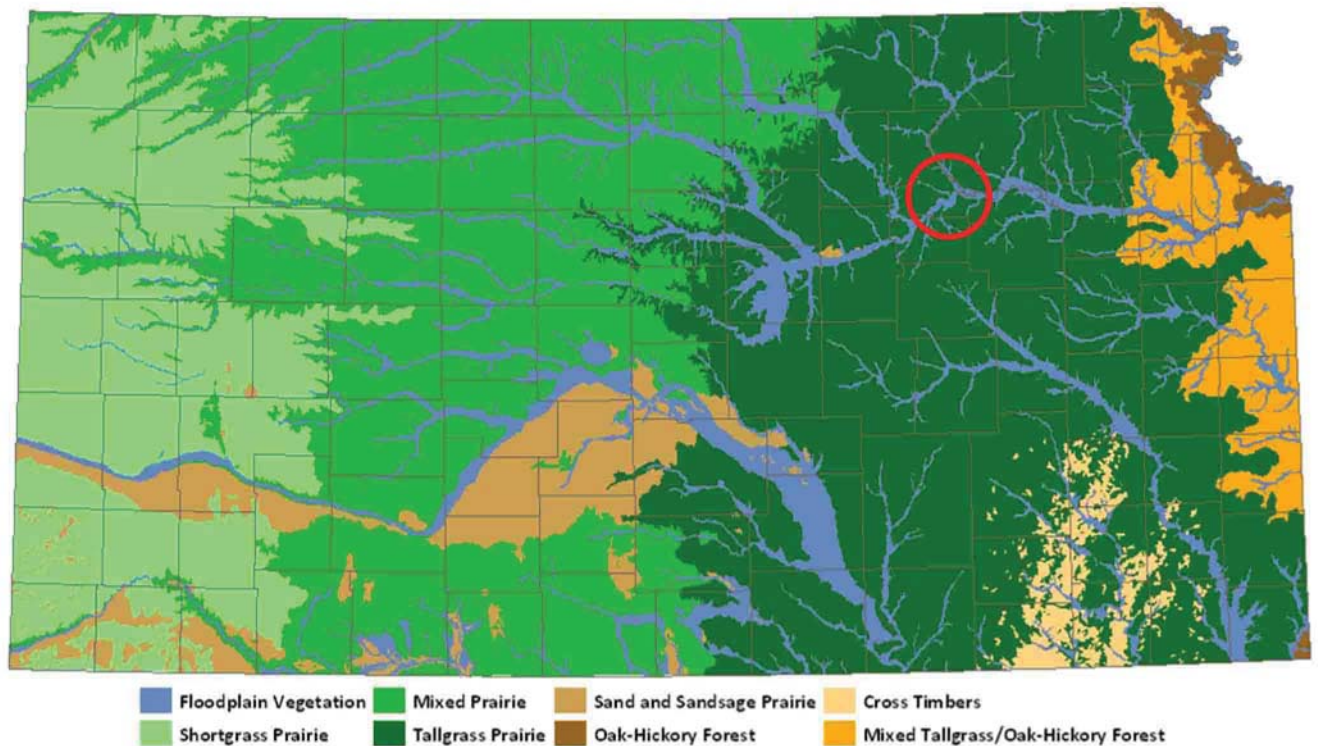 Floodplain Vegetation Mixed Prairie Sand and Sandsage Prairie Cross Timbers
Shortgrass Prairie Tallgrass Prairie Oak-Hickory Forest Mixed Tallgrass/Oak-Hickory Forest